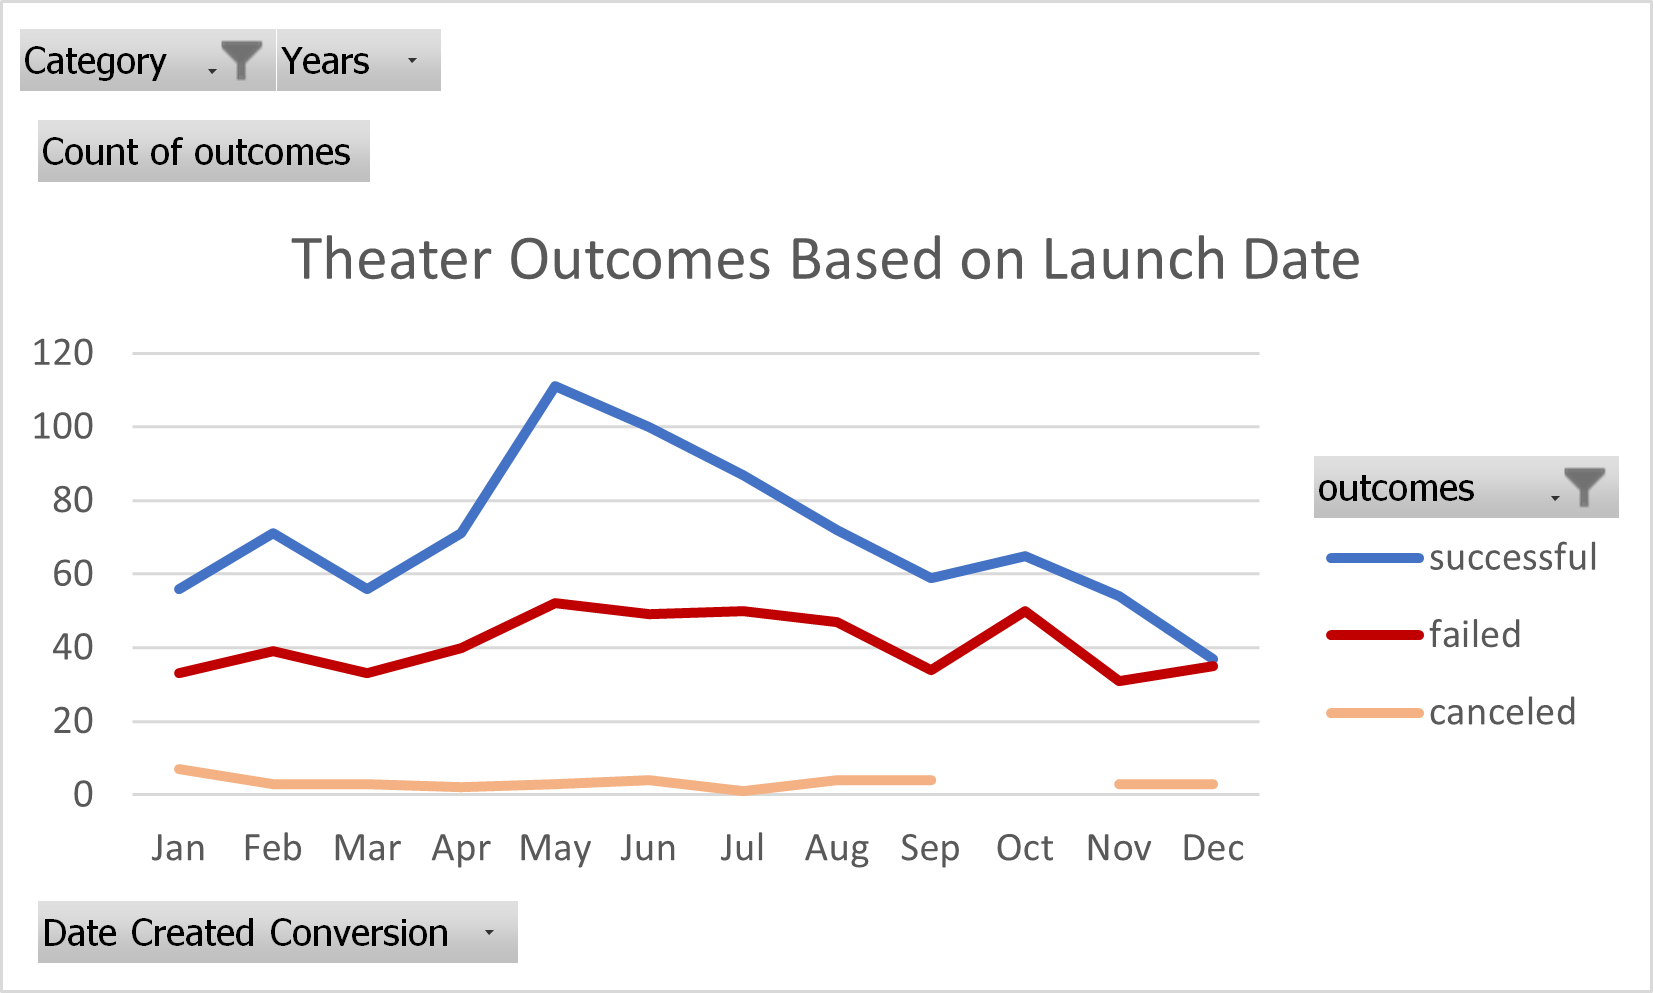 Category Years
Count of outcomes
Theater Outcomes Based on Launch Date
120
100
80
60
40
20
0
Jan Feb Mar Apr May Jun Jul Aug Sep Oct Nov Dec
outcomes
successful
failed
canceled
Date Created Conversion